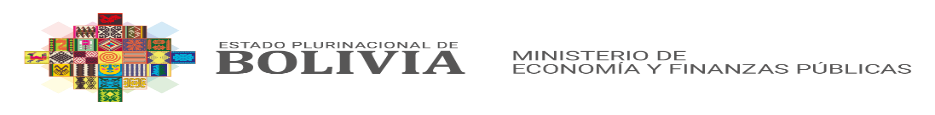 ESTADO PLURINACIONAL DE
BOLIVIA
MINISTERIO DE
ECONOMÍA Y FINANZAS PÚBLICAS